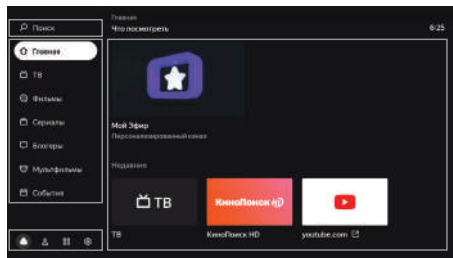 Поиск
Главная
ТВ
Фильмы
Сериалы
Блогеры
Мультфильмы
События
Главная
Что посмотреть
6:25
Мой Эфир
Персонализированный канал
Недавние
ТВ
КиноПоиск HD
ТВ
КиноПоиск HD
youtube.com